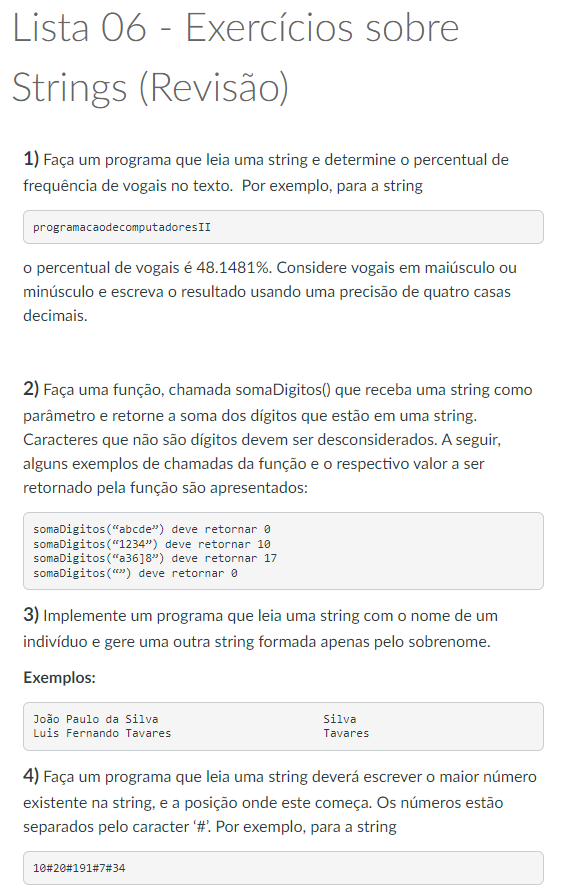 Lista 06 - Exercícios sobre
Strings (Revisão)
1) Faça um programa que leia uma string e determine o percentual de
frequência de vogais no texto.  Por exemplo, para a string
programacaodecomputadoresII
o percentual de vogais é 48.1481%. Considere vogais em maiúsculo ou
minúsculo e escreva o resultado usando uma precisão de quatro casas
decimais.
2) Faça uma função, chamada somaDigitos() que receba uma string como
parâmetro e retorne a soma dos dígitos que estão em uma string.
Caracteres que não são dígitos devem ser desconsiderados. A seguir,
alguns exemplos de chamadas da função e o respectivo valor a ser
retornado pela função são apresentados:
somaDigitos(“abcde”) deve retornar 0
somaDigitos(“1234”) deve retornar 10
somaDigitos(“a36]8”) deve retornar 17
somaDigitos(“”) deve retornar 0
3) Implemente um programa que leia uma string com o nome de um
indivíduo e gere uma outra string formada apenas pelo sobrenome.
Exemplos:
João Paulo da Silva                         Silva
Luis Fernando Tavares                       Tavares
4) Faça um programa que leia uma string deverá escrever o maior número
existente na string, e a posição onde este começa. Os números estão
separados pelo caracter ‘#’. Por exemplo, para a string
10#20#191#7#34